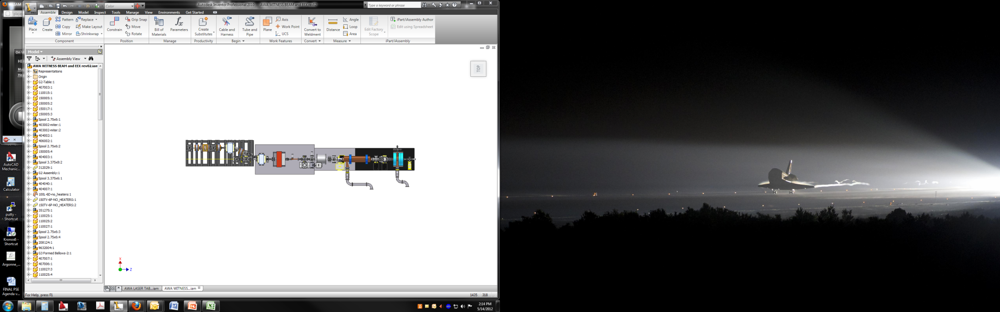 Color
Autodesk Inventor Professional 2010 AWA WITNESS BEAM and EEX rev02
Type a keyword or phrase
PRO
Assemble Design Model Inspect Tools Manage View Environments Get Started
Place
Create
Pattern
Copy
Mirror
Replace
Make Layout
Shrinkwrap
Component
Constrain
Grip Snap
Move
Rotate
Position
Bill of
Materials
Parameters
Manage
Create
Substitutes
Productivity
Cable and
Harness
Tube and
Pipe
Begin
Plane
Axis
Work Point
UCS
Work Features
Convert to
Weldment
Convert
Distance
Angle
Loop
Area
Measure
Edit Factory
Scope
iPart/iAssembly Author
Edit using Spreadsheet
iPart/iAssembly
Model
Assembly View
AWA WITNESS BEAM and EEX rev02.iam
Representations
Origin
G2-Table:1
407003:1
110015:1
150005:1
150005:2
150017:1
150005:3
Spool 2.75x6:1
403002-miter:1
403002-miter:2
404002:1
406002:1
Spool 2.75x6:2
150005:4
404003:1
Spool 3.375x8:2
312029:1
G2 Assembly:1
Spool 3.375x6:1
404040:1
404007:1
100L-6D-no_heaters:1
150TV-6P-NO_HEATERS:1
150TV-6P-NO_HEATERS:2
351275:1
110025:1
110025:2
110027:1
Spool 2.75x6:3
Spool 2.75x6:4
208124:1
9632004:1
G3 Formed Bellows-2:1
407007:1
407006:1
110027:3
110025:4
TOP
X
Z
AWA LASER TAB...iam AWA WITNESS...iam
For Help, press F1
1435 318
AutoCAD
Mechanic...
Calculator
putty -
Shortcut
Kronos6 -
Shortcut
Argonne_...
FINAL PSE
Agenda v...
2:14 PM
5/14/2012